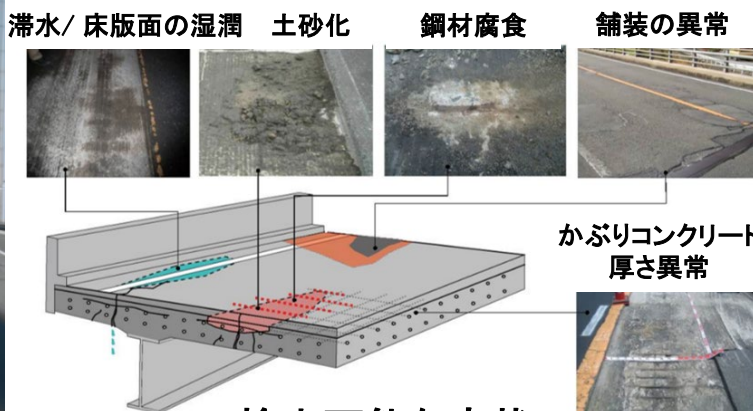 滞水/床版面の湿潤
土砂化
鋼材腐食
舗装の異常
かぶりコンクリート
厚さ異常